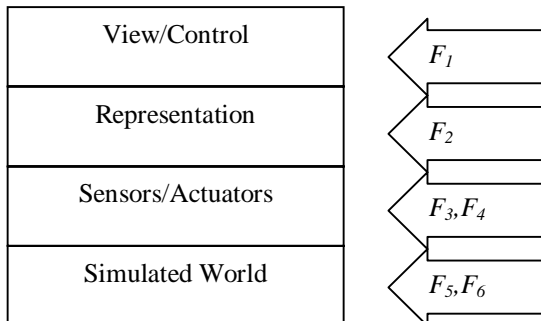 View/Control
F1
Representation
F2
Sensors/Actuators
F3,F4
Simulated World
F5,F6